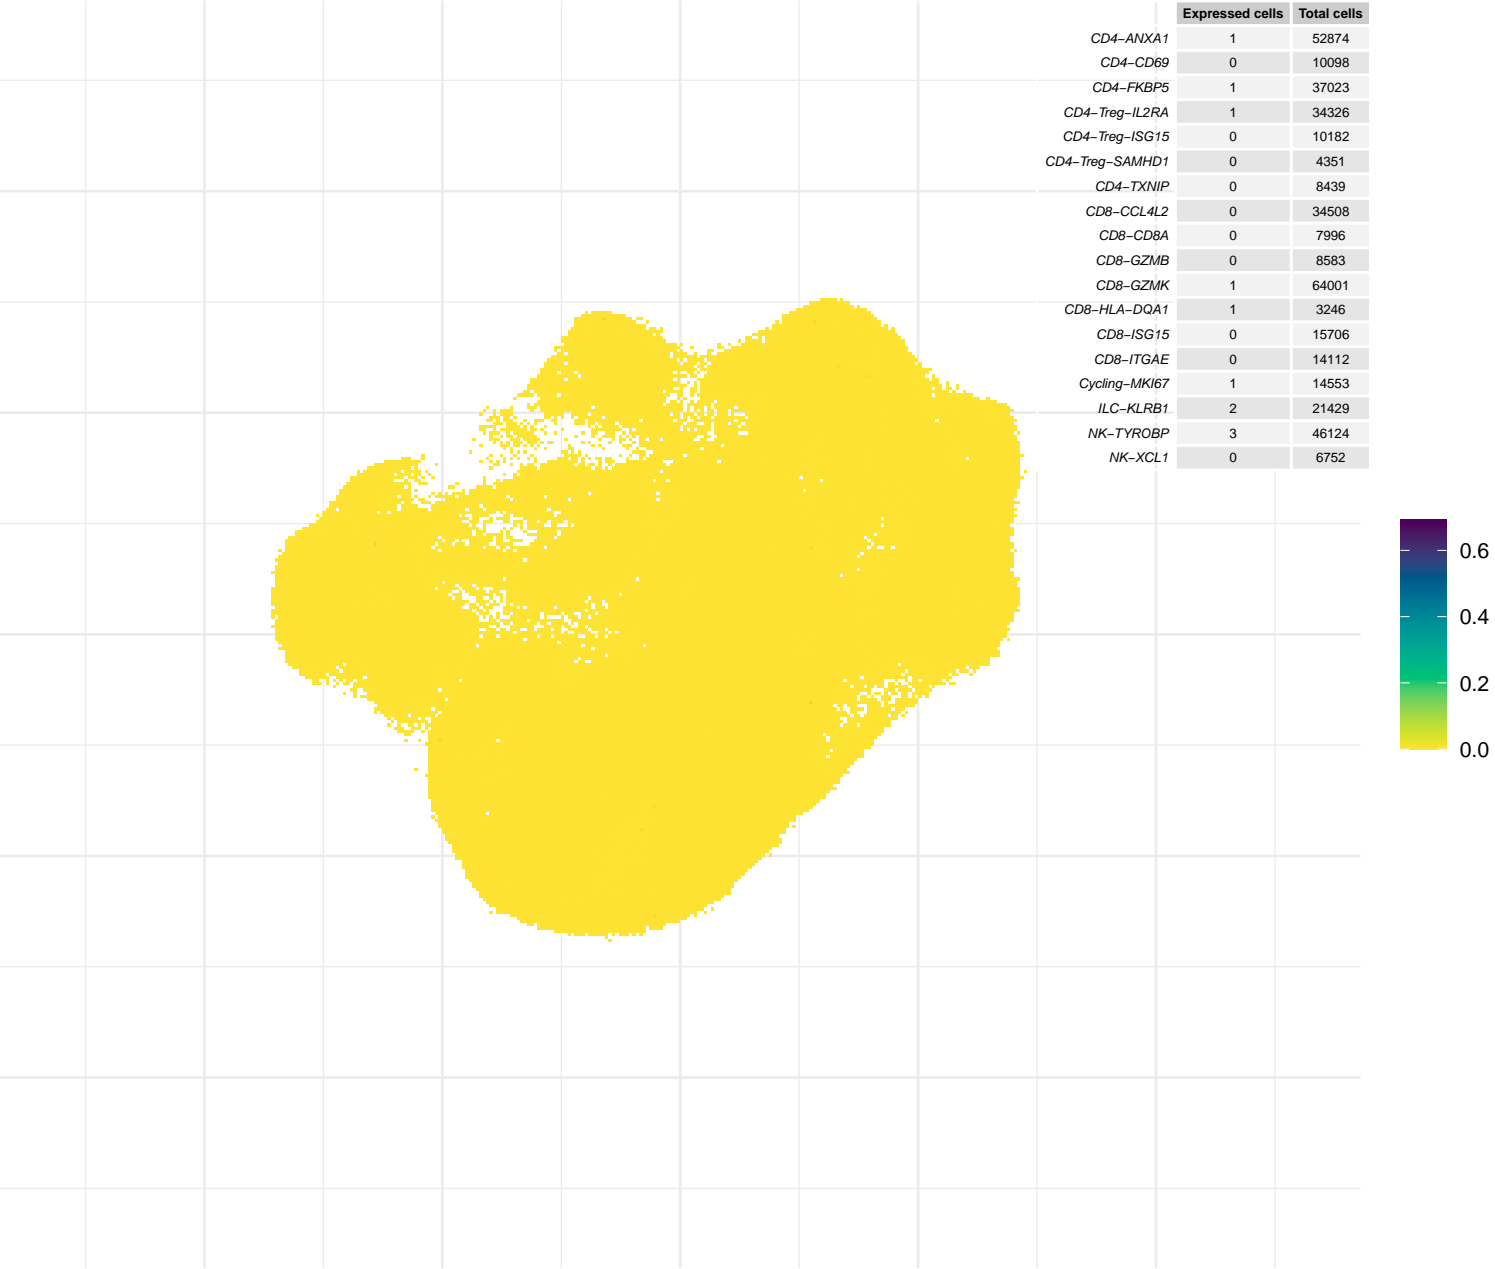 Expressed cells Total cells
CD4−ANXA1 1 52874
CD4−CD69 0 10098
CD4−FKBP5 1 37023
CD4−Treg−IL2RA 1 34326
CD4−Treg−ISG15 0 10182
CD4−Treg−SAMHD1 0 4351
CD4−TXNIP 0 8439
CD8−CCL4L2 0 34508
CD8−CD8A 0 7996
CD8−GZMB 0 8583
CD8−GZMK 1 64001
CD8−HLA−DQA1 1 3246
CD8−ISG15 0 15706
CD8−ITGAE 0 14112
Cycling−MKI67 1 14553
ILC−KLRB1 2 21429
NK−TYROBP 3 46124
NK−XCL1 0 6752
0.6
0.4
0.2
0.0